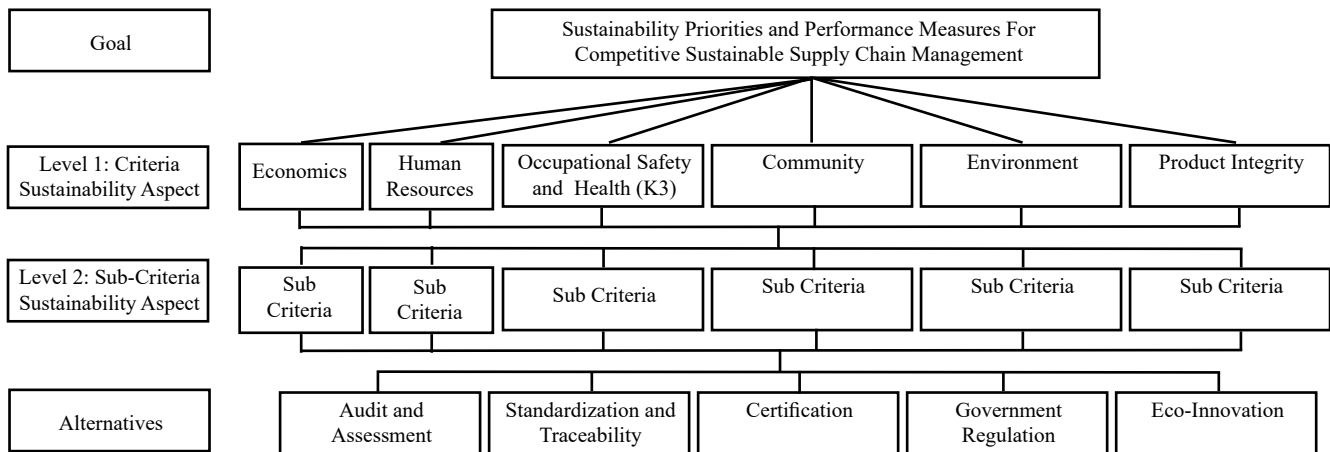 Goal
Sustainability Priorities and Performance Measures For
Competitive Sustainable Supply Chain Management
Level 1: Criteria
Sustainability Aspect
Economics
Human
Resources
Occupational Safety
and Health (K3)
Community
Environment
Product Integrity
Level 2: Sub-Criteria
Sustainability Aspect
Sub
Criteria
Sub
Criteria
Sub Criteria
Sub Criteria
Sub Criteria
Sub Criteria
Alternatives
Audit and
Assessment
Standardization and
Traceability
Certification
Government
Regulation
Eco-Innovation